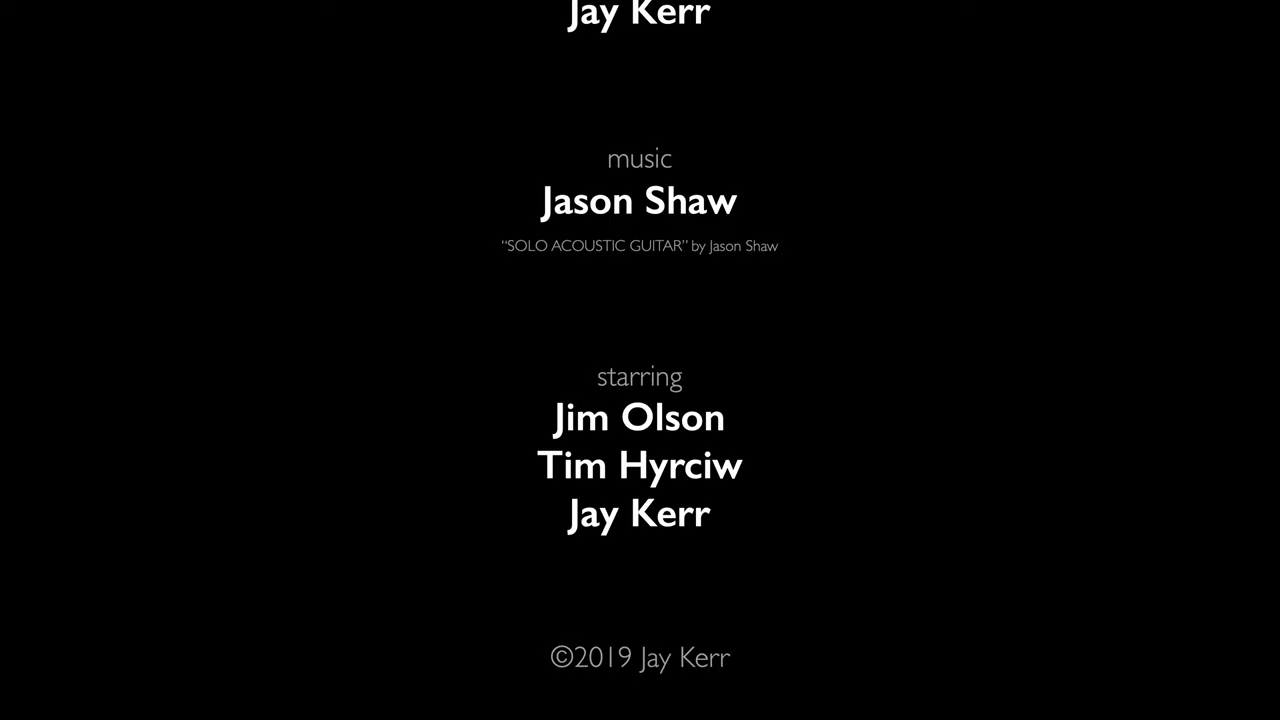 Jay Kerr
music
Jason Shaw
“SOLO ACOUSTIC GUITAR” by Jason Shaw
starring
Jim Olson
Tim Hyrciw
Jay Kerr
©2019 Jay Kerr